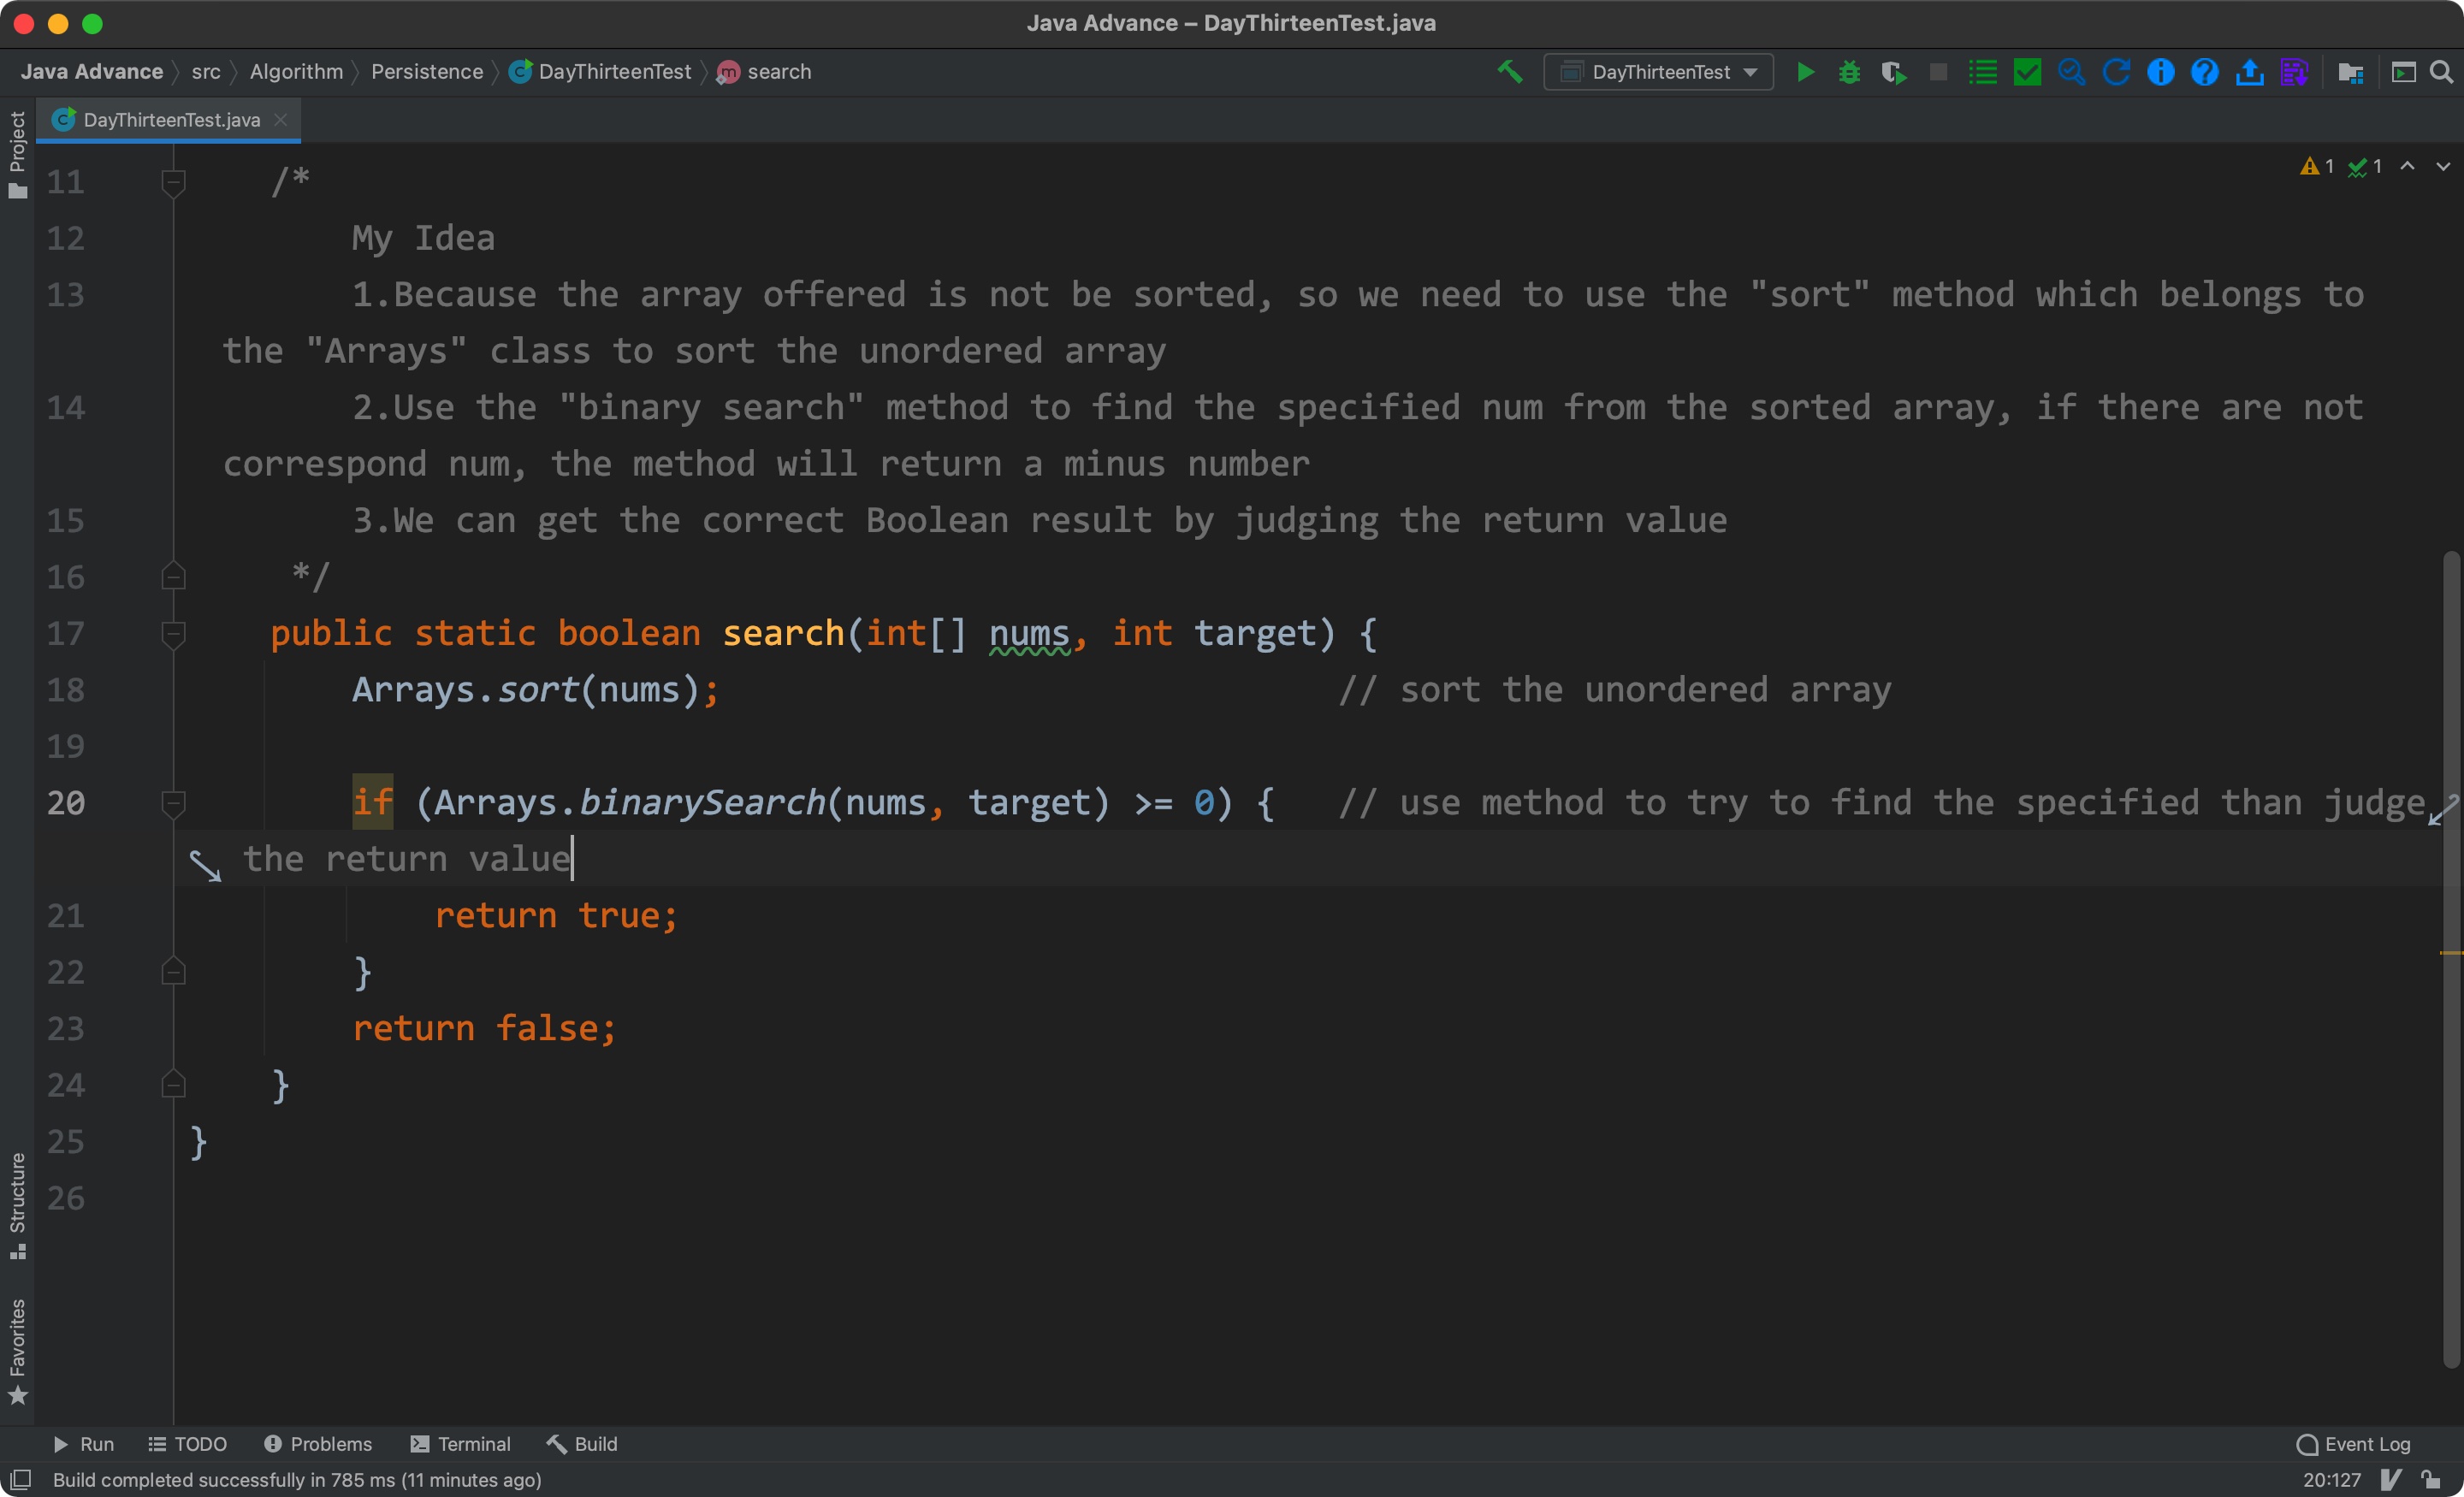 Java Advance – DayThirteenTest.java
Java Advance src Algorithm Persistence DayThirteenTest search DayThirteenTest
Project
DayThirteenTest.java
1 1
11 /*
12 My Idea
13 1.Because the array offered is not be sorted, so we need to use the "sort" method which belongs to
the "Arrays" class to sort the unordered array
14 2.Use the "binary search" method to find the specified num from the sorted array, if there are not
correspond num, the method will return a minus number
15 3.We can get the correct Boolean result by judging the return value
16 */
17 public static boolean search(int[] nums, int target) {
18 Arrays.sort(nums); // sort the unordered array
19
20 if (Arrays.binarySearch(nums, target) >= 0) { // use method to try to find the specified than judge
the return value
21 return true;
22 }
23 return false;
24 }
25 }
26
Structure
Favorites
Run TODO Problems Terminal Build Event Log
Build completed successfully in 785 ms (11 minutes ago) 20:127